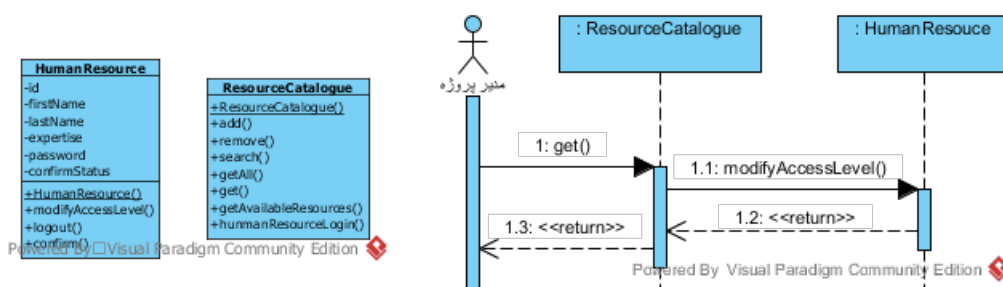 HumanResource
-id
-firstName
-lastName
-expertise
-password
-confirmStatus
+HumanResource()
+modifyAccessLevel()
+logout()
+confirm()
ResourceCatalogue
+ResourceCatalogue()
+add()
+remove()
+search()
+getAll()
+get()
+getAvailableResources()
+hunmanResourceLogin()
Powered By□Visual Paradigm Community Edition
مدیر پروژه
: ResourceCatalogue
: HumanResouce
1: get()
1.1: modifyAccessLevel()
1.2: <<return>>
1.3: <<return>>
Powered By Visual Paradigm Community Edition